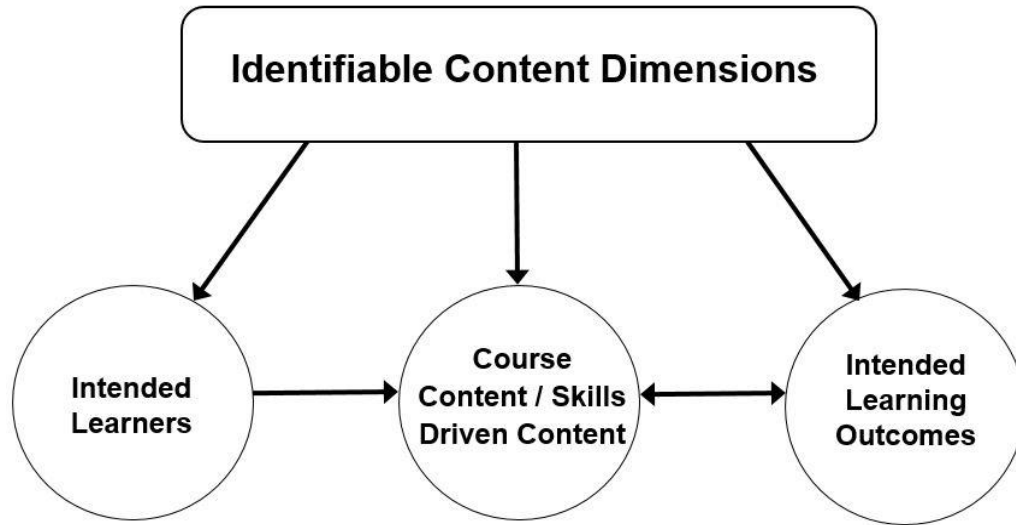 Identifiable Content Dimensions
Intended
Learners
Course
Content / Skills
Driven Content
Intended
Learning
Outcomes